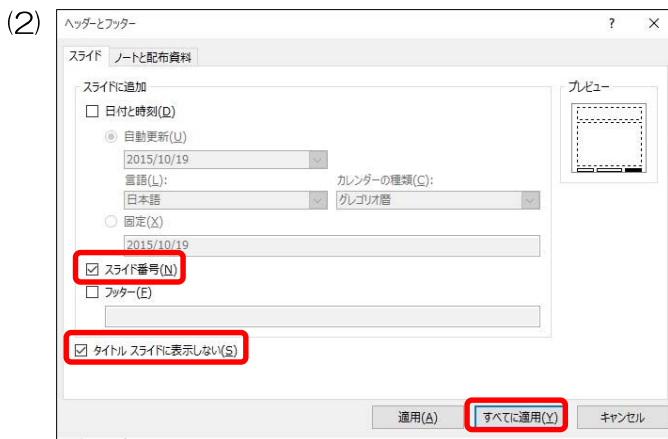 (2)
ヘッダーとフッター ? ×
スライド ノートと配布資料
スライドに追加 プレビュー
日付と時刻(D)
自動更新(U)
2015/10/19
言語(L): カレンダーの種類(C):
日本語 グレゴリオ暦
固定(X)
2015/10/19
スライド番号(N)
フッター(F)
タイトル スライドに表示しない(S)
適用(A) すべてに適用(Y) キャンセル